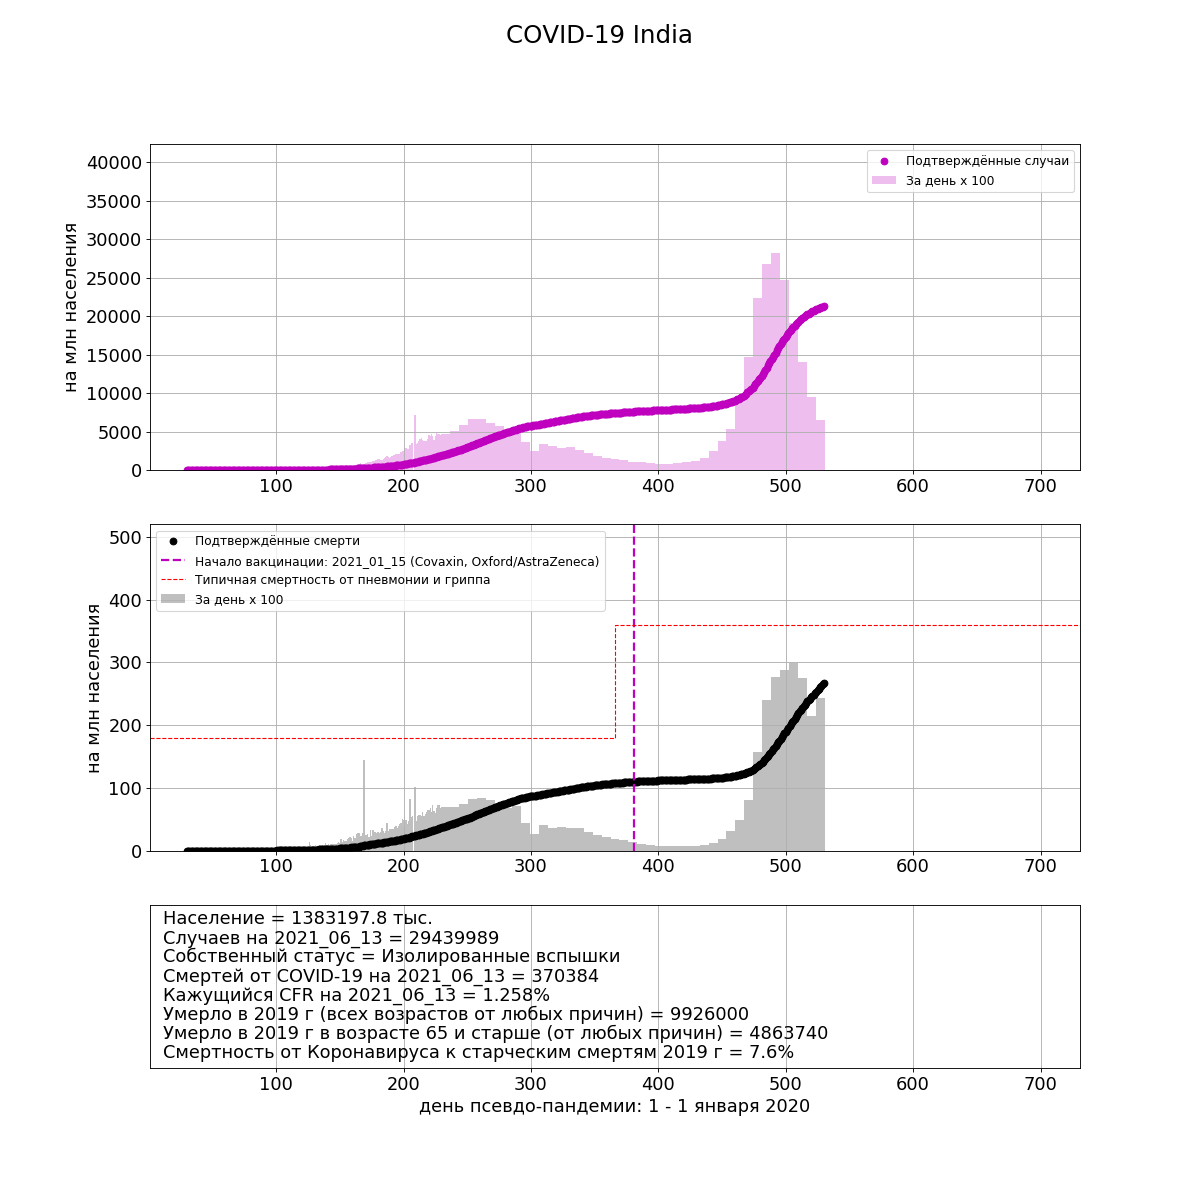 COVID-19 India
40000
35000
30000
25000
20000
15000
10000
5000
0
на млн населения
Подтверждённые случаи
За день x 100
100 200 300 400 500 600 700
500
400
300
200
100
0
на млн населения
Подтверждённые смерти
Начало вакцинации: 2021_01_15 (Covaxin, Oxford/AstraZeneca)
Типичная смертность от пневмонии и гриппа
За день x 100
100 200 300 400 500 600 700
Население = 1383197.8 тыс.
Случаев на 2021_06_13 = 29439989
Собственный статус = Изолированные вспышки
Смертей от COVID-19 на 2021_06_13 = 370384
Кажущийся CFR на 2021_06_13 = 1.258%
Умерло в 2019 г (всех возрастов от любых причин) = 9926000
Умерло в 2019 г в возрасте 65 и старше (от любых причин) = 4863740
Смертность от Коронавируса к старческим смертям 2019 г = 7.6%
100 200 300 400 500 600 700
день псевдо-пандемии: 1 - 1 января 2020